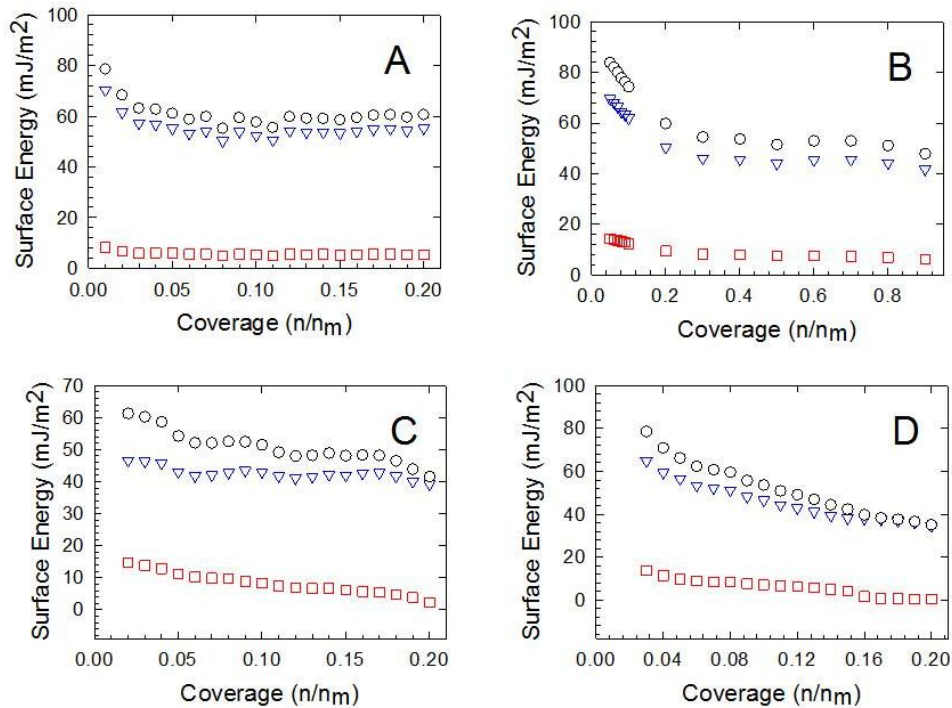 A
Surface Energy (mJ/m2)
100
80
60
40
20
0
0.00 0.05 0.10 0.15 0.20
Coverage (n/nm)
B
Surface Energy (mJ/m2)
100
80
60
40
20
0
0.0 0.2 0.4 0.6 0.8
Coverage (n/nm)
C
Surface Energy (mJ/m2)
70
60
50
40
30
20
10
0
0.00 0.05 0.10 0.15 0.20
Coverage (n/nm)
D
Surface Energy (mJ/m2)
100
80
60
40
20
0
0.00 0.04 0.08 0.12 0.16 0.20
Coverage (n/nm)